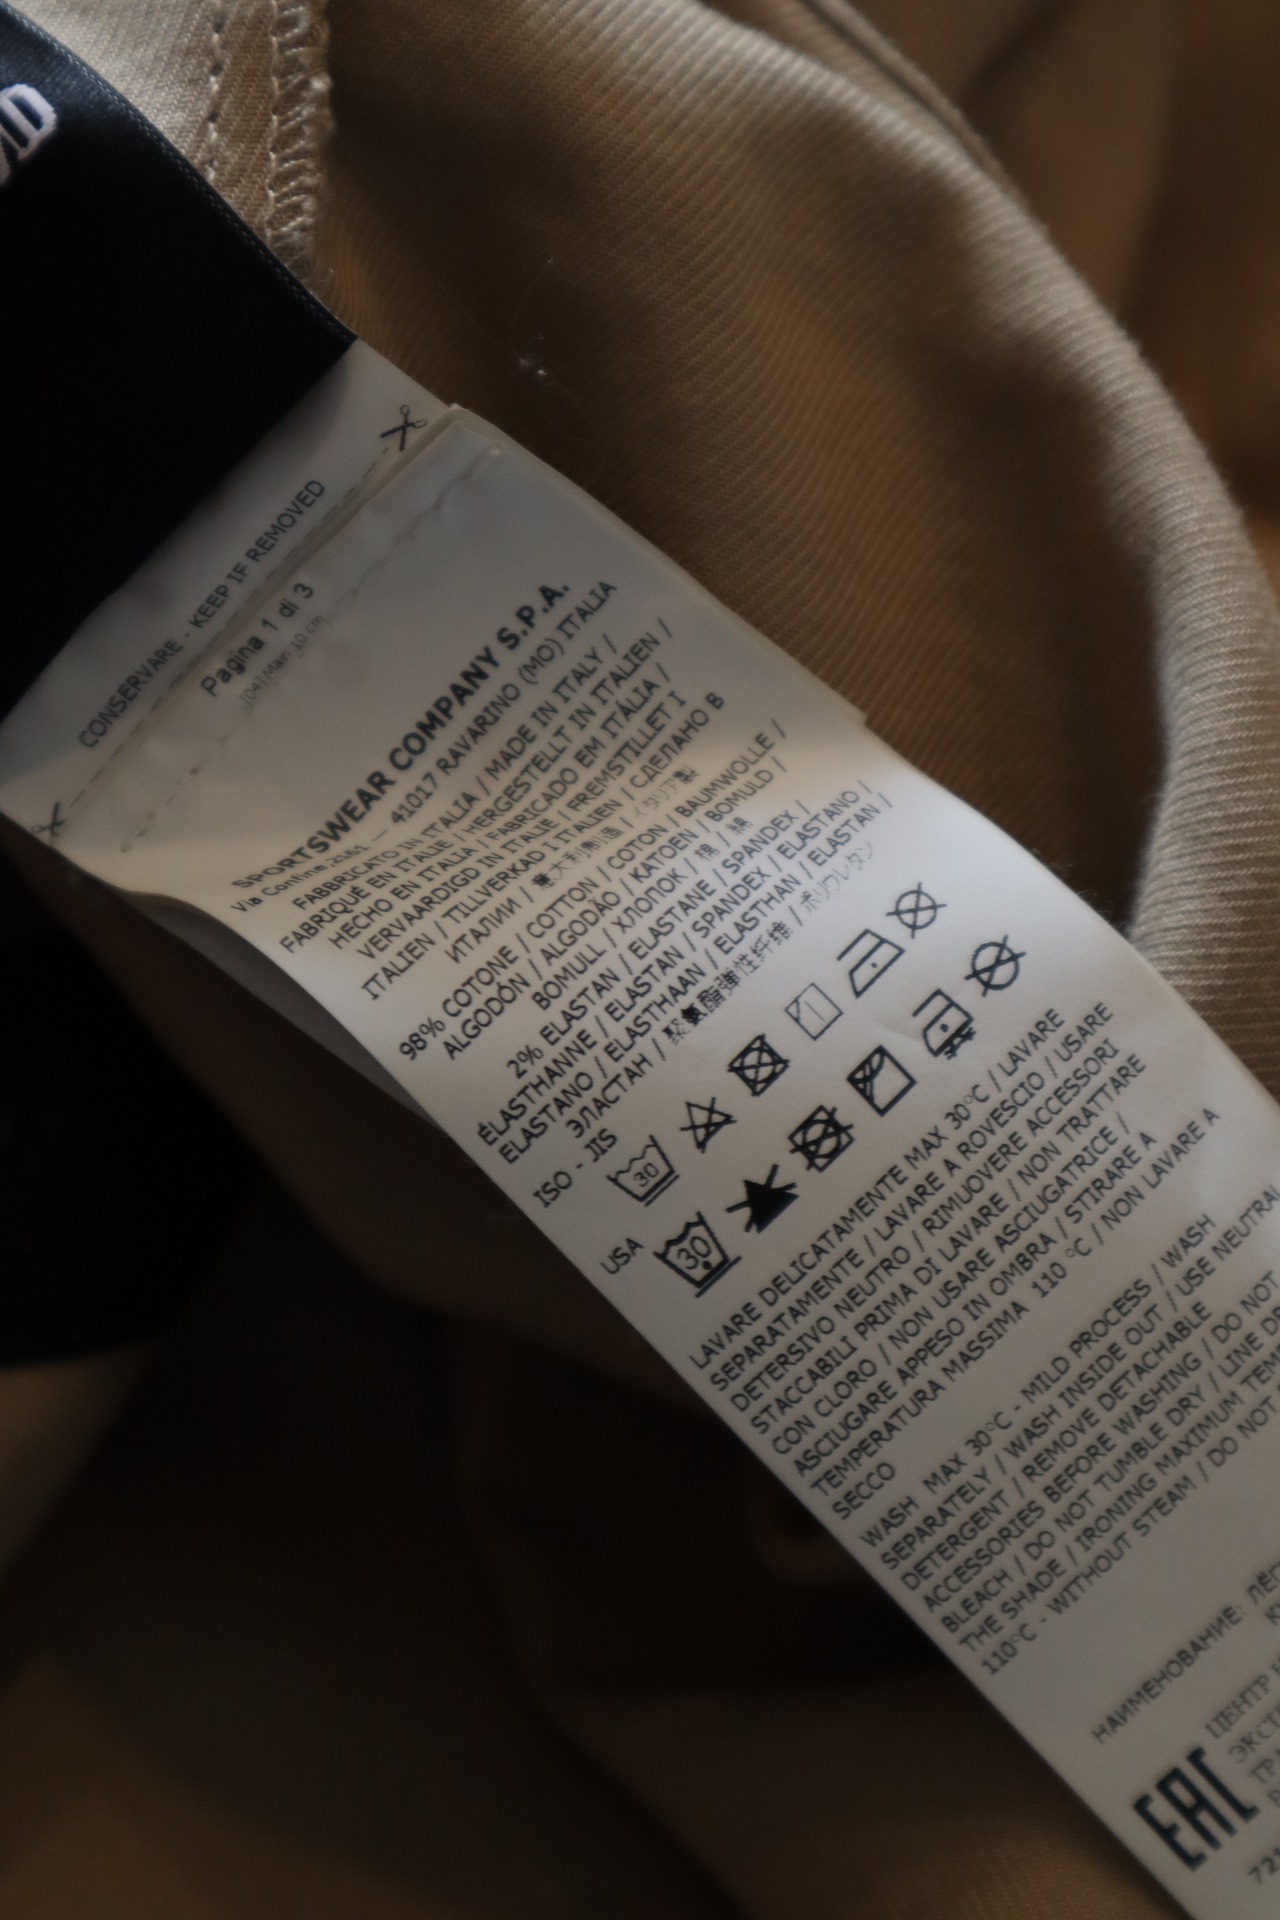 CONSERVARE - KEEP IF REMOVED
Pagina 1 di 3
[04] Main 10 cm
SPORTSWEAR COMPANY S.P.A.
Via Confine 2161 — 41017 RAVARINO (MO) ITALIA
FABBRICATO IN ITALIA / MADE IN ITALY /
FABRIQUÉ EN ITALIE / HERGESTELLT IN ITALIEN /
HECHO EN ITALIA / FABRICADO EM ITÁLIA /
VERVAARDIGD IN ITALIË / FREMSTILLET I
ITALIEN / TILLVERKAD I ITALIEN / СДЕЛАНО В
ИТАЛИИ / 意大利制造 / イタリア製
98% COTONE / COTTON / COTON / BAUMWOLLE /
ALGODÓN / ALGODÃO / KATOEN / BOMULD /
BOMULL / ХЛОПОК / 棉 / 綿
2% ELASTAN / ELASTANE / SPANDEX /
ÉLASTHANNE / ELASTAN / SPANDEX / ELASTANO /
ELASTANO / ELASTHAAN / ELASTHAN / ELASTAN /
ЭЛАСТАН / 聚氨酯弹性纤维 / ポリウレタン
ISO - JIS
30
USA
30
LAVARE DELICATAMENTE MAX 30°C / LAVARE
SEPARATAMENTE / LAVARE A ROVESCIO / USARE
DETERSIVO NEUTRO / RIMUOVERE ACCESSORI
STACCABILI PRIMA DI LAVARE / NON TRATTARE
CON CLORO / NON USARE ASCIUGATRICE /
ASCIUGARE APPESO IN OMBRA / STIRARE A
TEMPERATURA MASSIMA 110 °C / NON LAVARE A
SECCO
WASH MAX 30°C - MILD PROCESS / WASH
SEPARATELY / WASH INSIDE OUT / USE NEUTRAL
DETERGENT / REMOVE DETACHABLE
ACCESSORIES BEFORE WASHING / DO NOT
BLEACH / DO NOT TUMBLE DRY / LINE
THE SHADE / IRONING MAXIMUM
110°C - WITHOUT STEAM / DO NOT
НАИМЕНОВАНИЕ:
ЦЕНТР
EAC